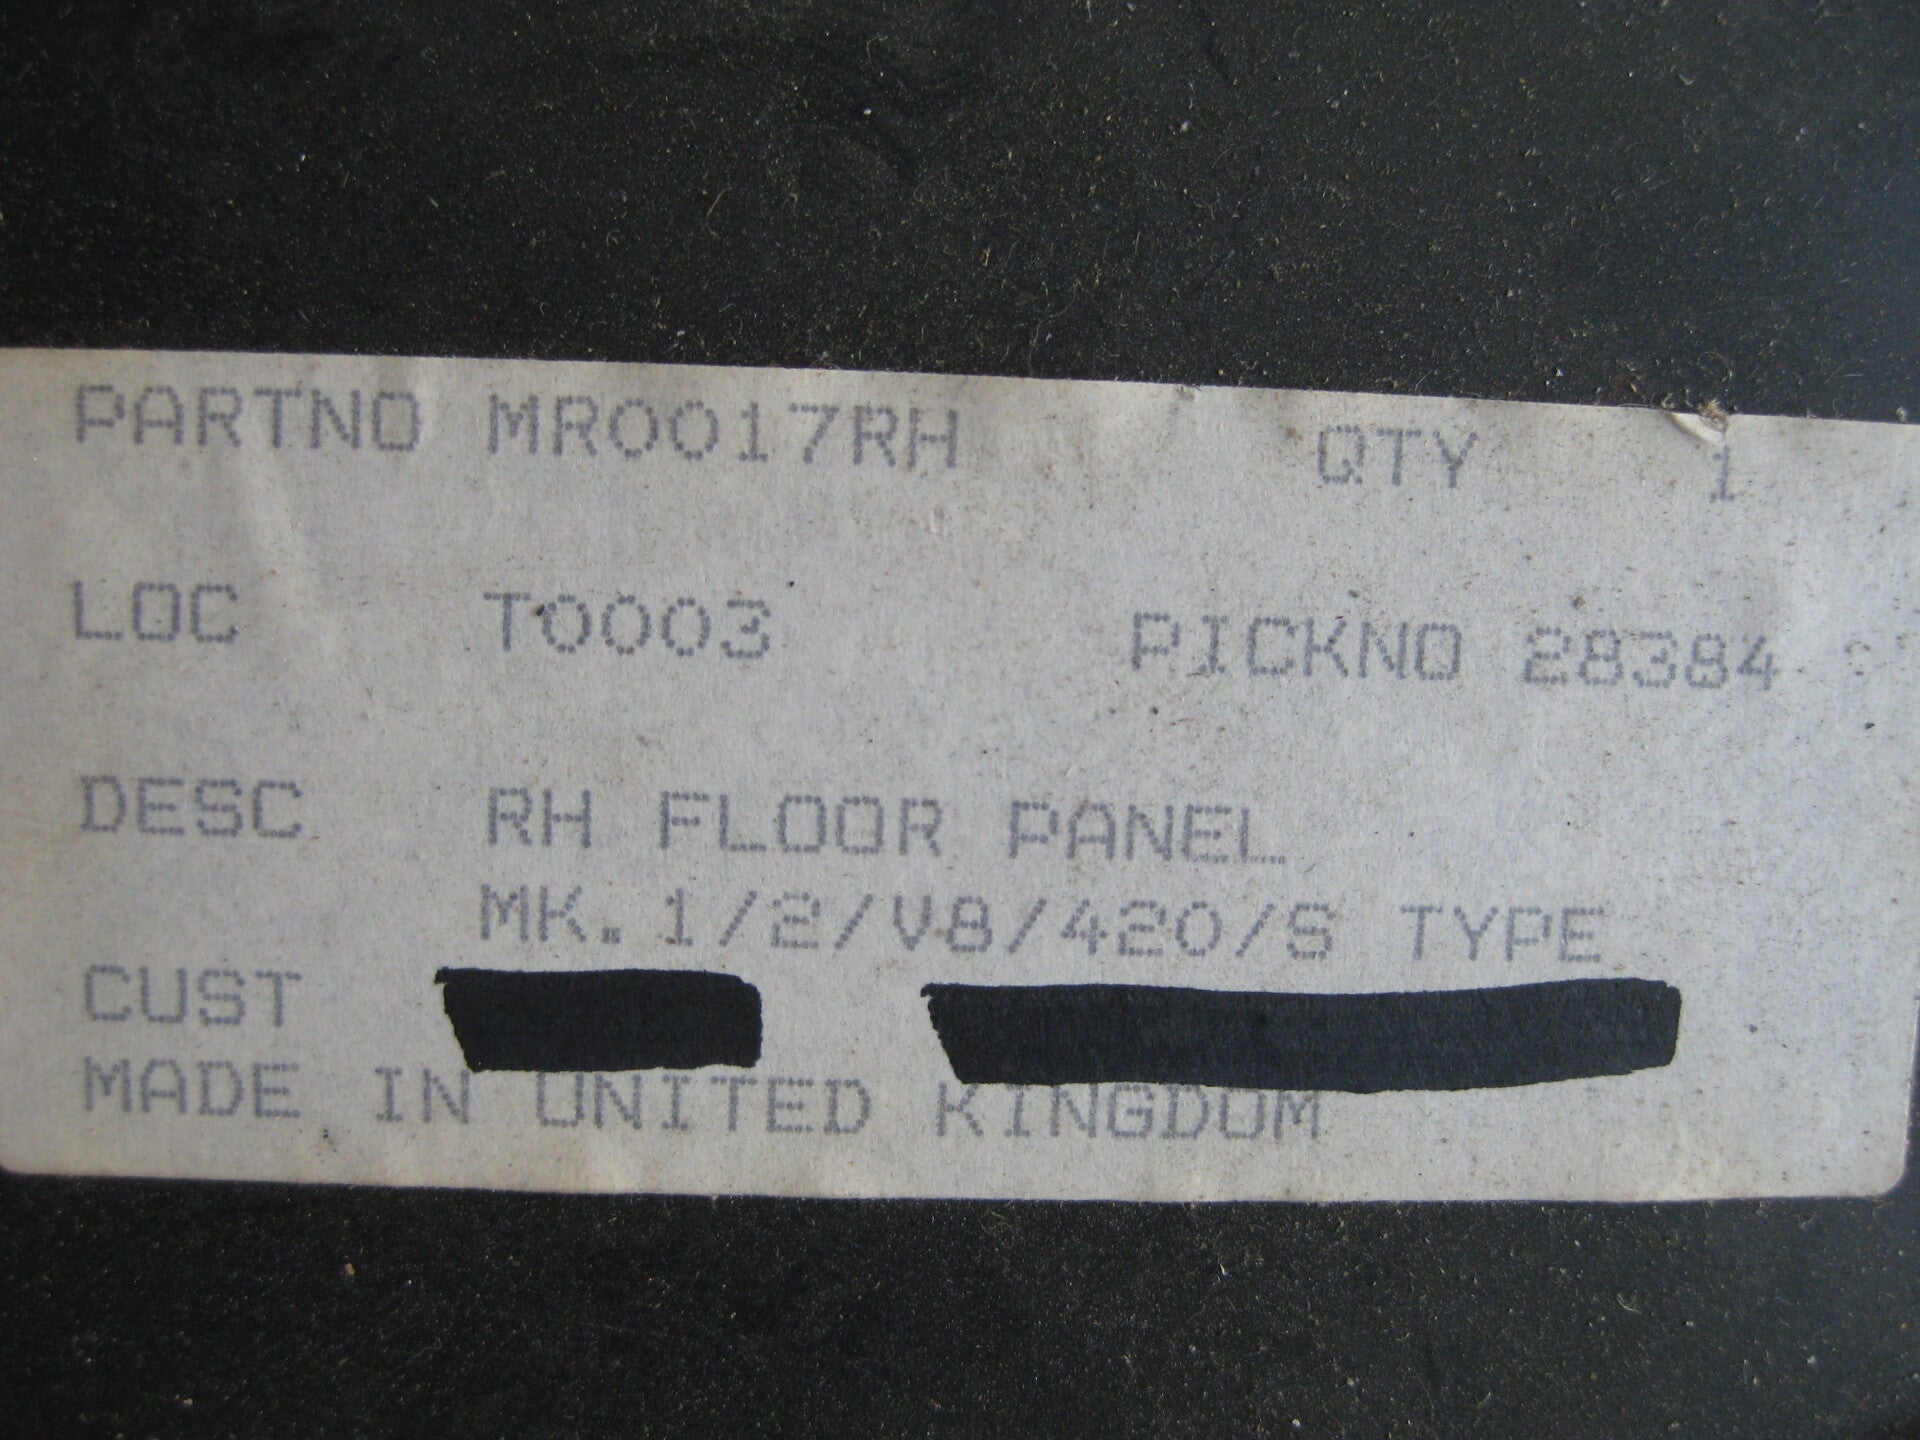 PARTNO MR0017RH QTY 1
LOC T0003 PICKNO 28384
DESC RH FLOOR PANEL
MK.1/2/V8/420/S TYPE
CUST
MADE IN UNITED KINGDOM